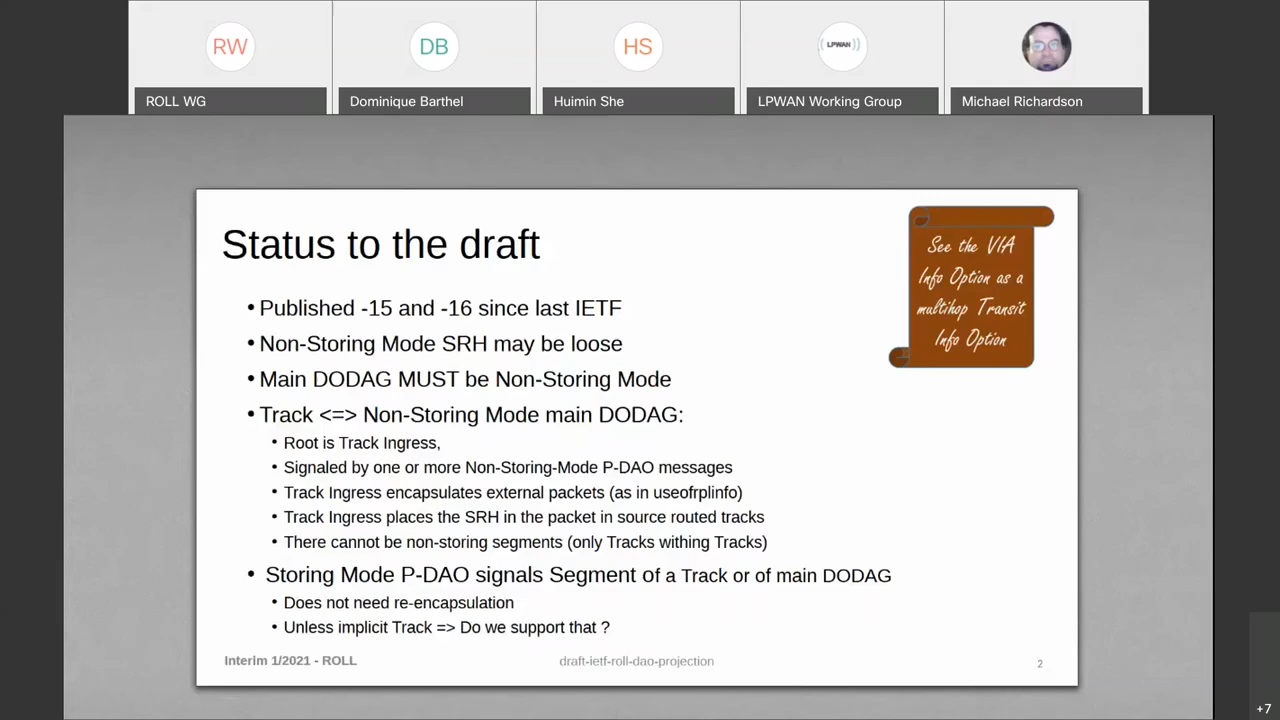 RW
DB
HS
LPWAN
ROLL WG
Dominique Barthel
Huimin She
LPWAN Working Group
Michael Richardson
Status to the draft
See the VIA
Info Option as a
multihop Transit
Info Option
• Published -15 and -16 since last IETF
• Non-Storing Mode SRH may be loose
• Main DODAG MUST be Non-Storing Mode
• Track <=> Non-Storing Mode main DODAG:
• Root is Track Ingress,
• Signaled by one or more Non-Storing-Mode P-DAO messages
• Track Ingress encapsulates external packets (as in useofrplinfo)
• Track Ingress places the SRH in the packet in source routed tracks
• There cannot be non-storing segments (only Tracks withing Tracks)
• Storing Mode P-DAO signals Segment of a Track or of main DODAG
• Does not need re-encapsulation
• Unless implicit Track => Do we support that ?
Interim 1/2021 - ROLL
draft-ietf-roll-dao-projection
2
+7